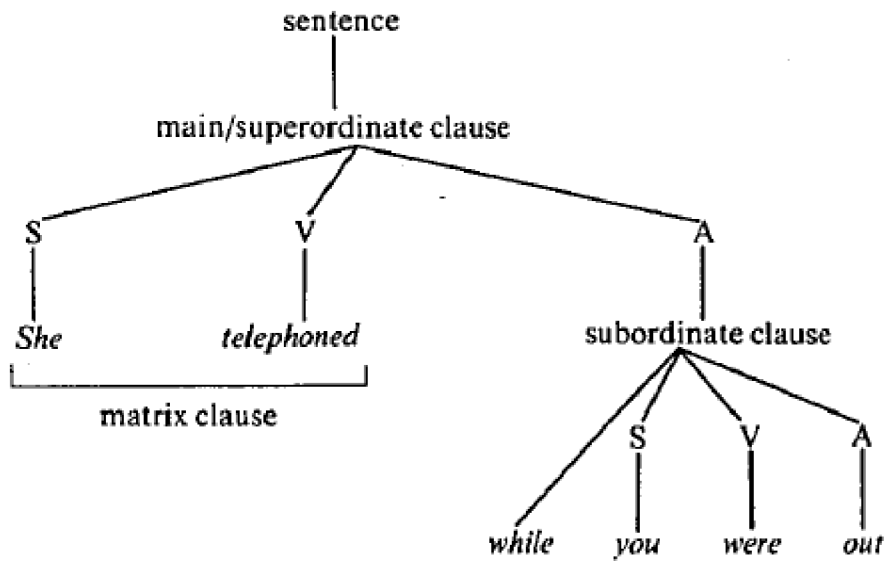 sentence
main/superordinate clause
S V A
She telephoned subordinate clause
matrix clause
S V A
while you were out